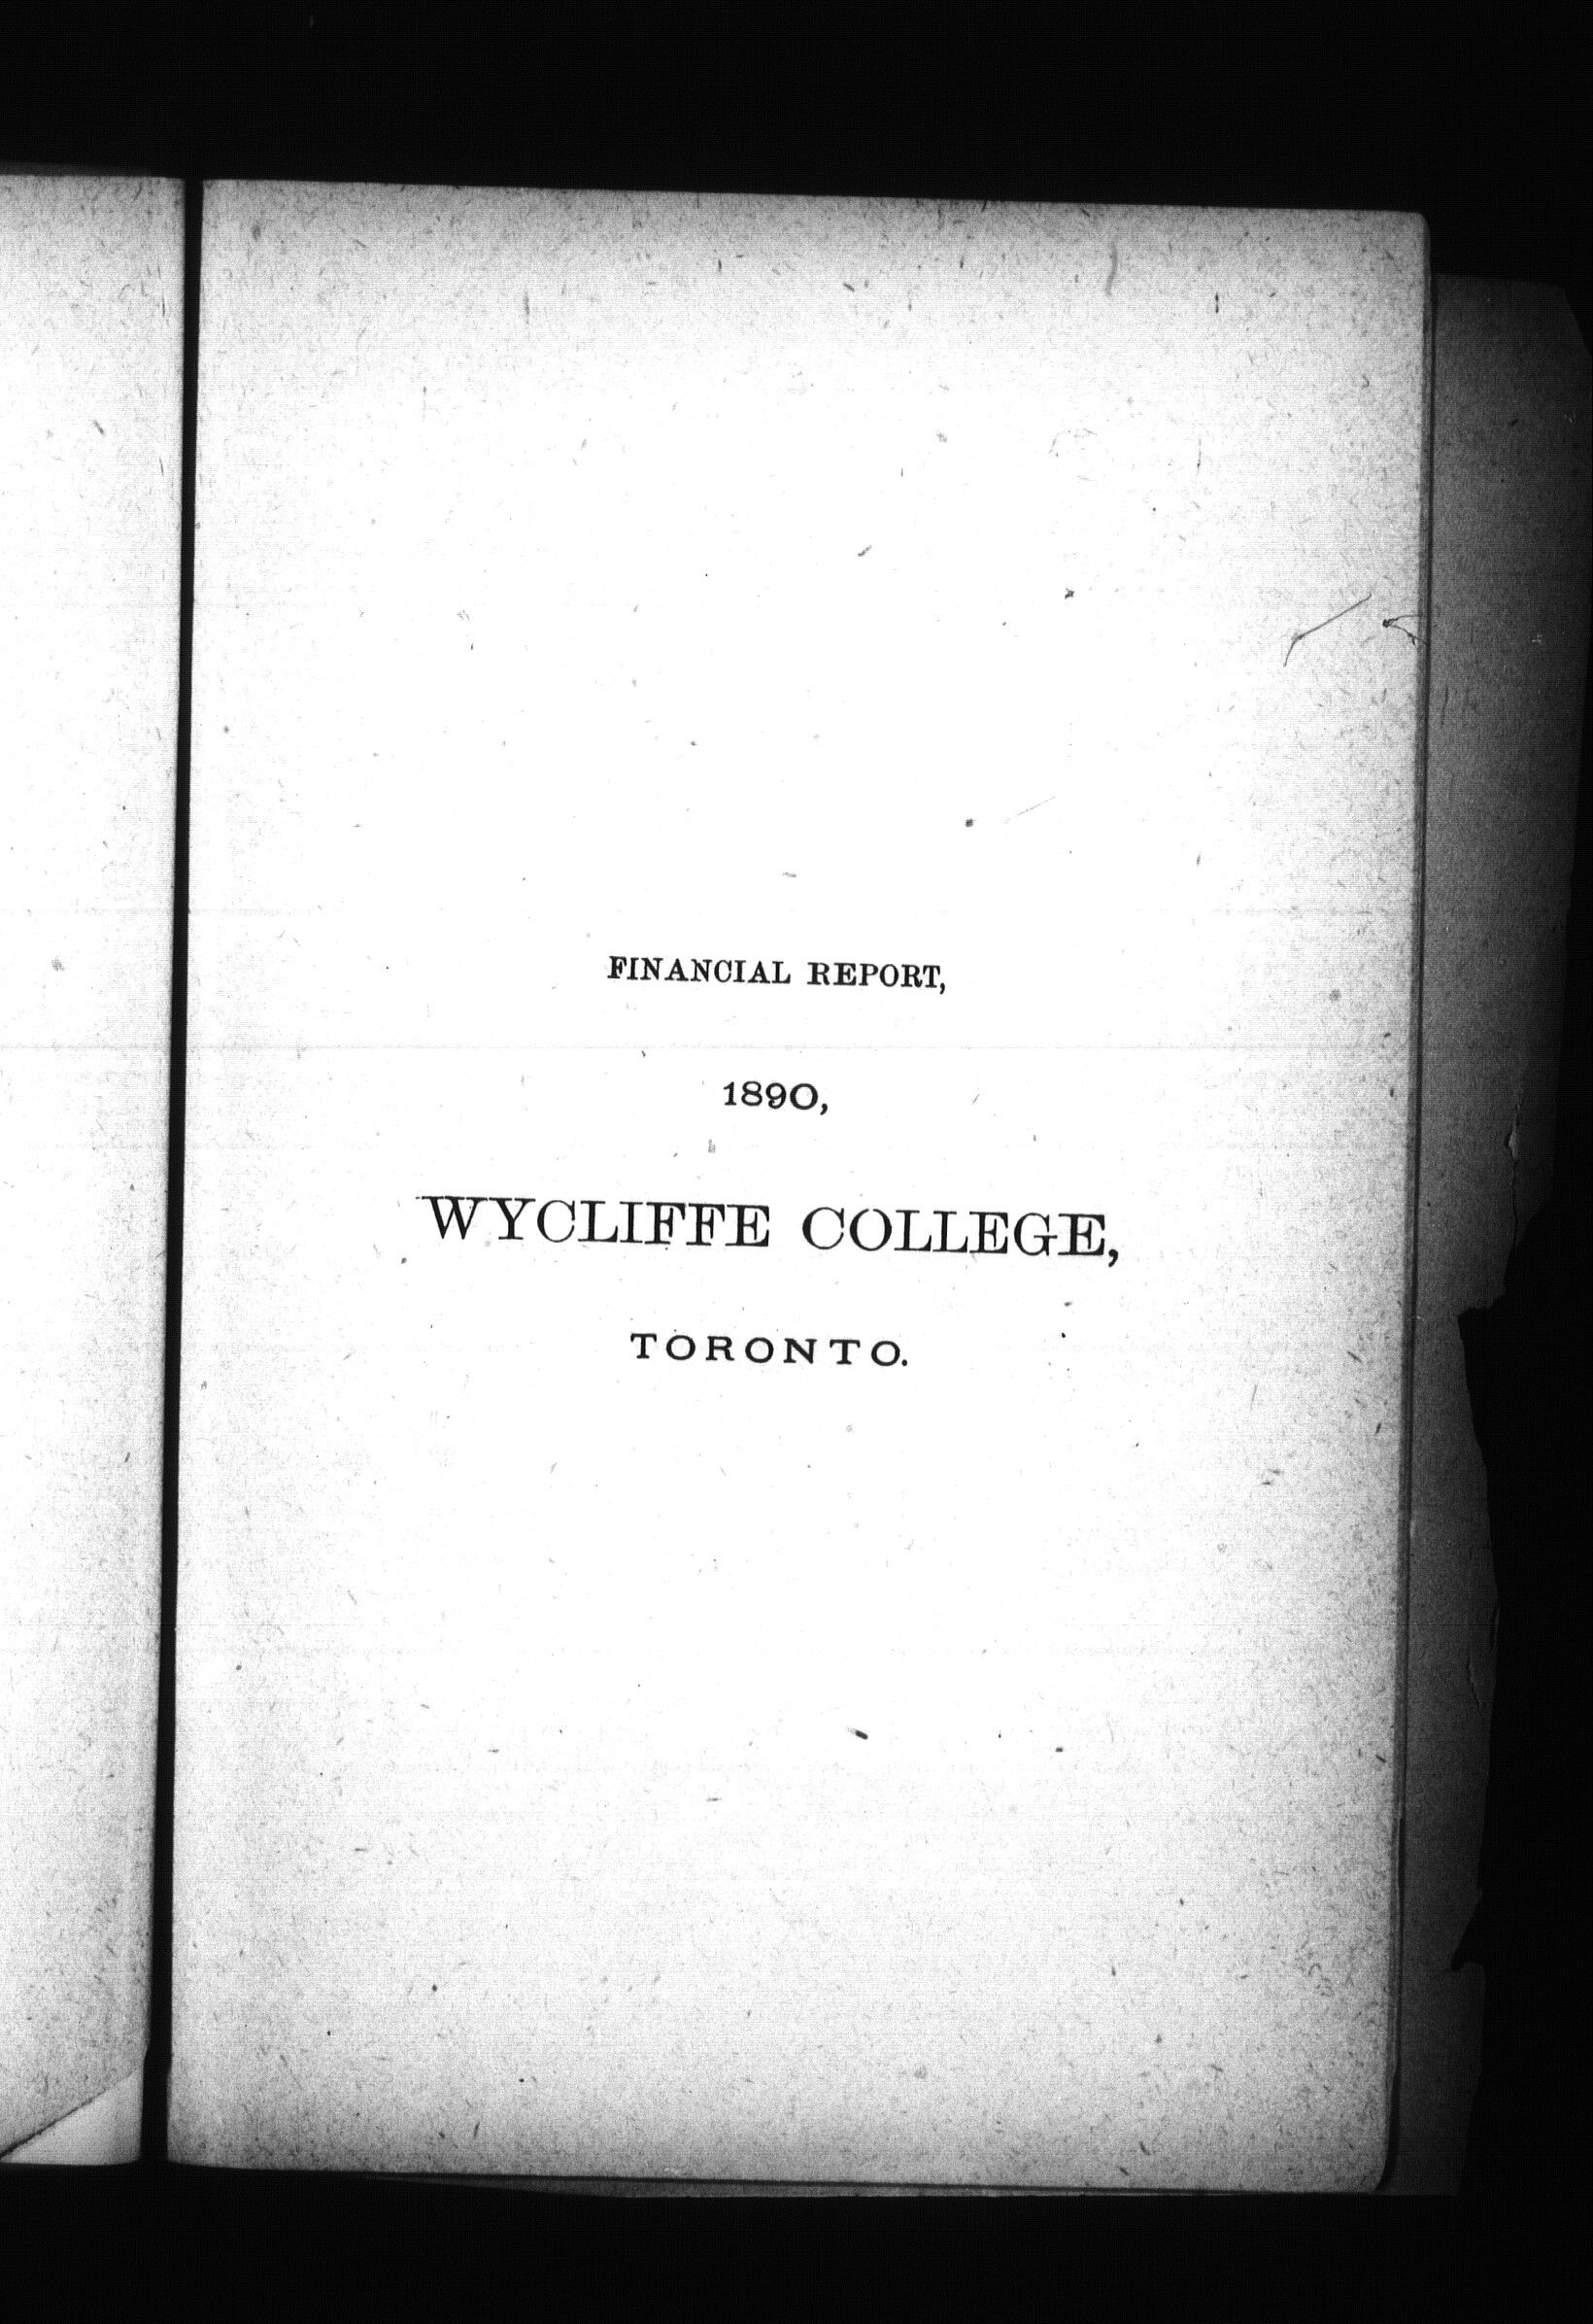 FINANCIAL REPORT,
1890,
WYCLIFFE COLLEGE,
TORONTO.